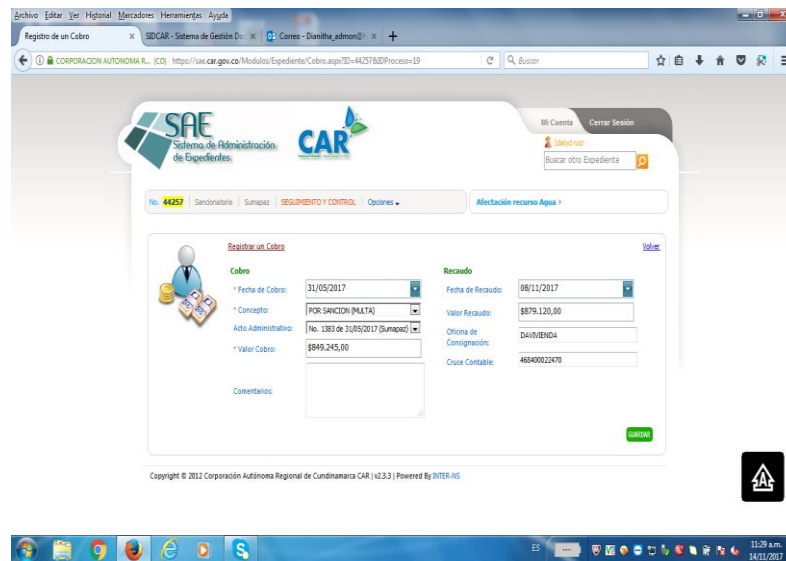 Archivo Editar Ver Historial Marcadores Herramientas Ayuda
Registro de un Cobro × SIDCAR - Sistema de Gestión Do × Correo - Dianitha_admon@h × +
CORPORACION AUTONOMA R... (CO) https://sae.car.gov.co/Modulos/Expediente/Cobro.aspx?ID=44257&IDProceso=19 Buscar
SAE
Sistema de Administración
de Expedientes
CAR
Mi Cuenta Cerrar Sesión
Buscar otro Expediente
No. 44257 Sancionatorio Sumapaz SEGUIMIENTO Y CONTROL Opciones Afectación recurso Agua
Registrar un Cobro Volver
Cobro Recaudo
* Fecha de Cobro: 31/05/2017 Fecha de Recaudo: 08/11/2017
* Concepto: POR SANCION (MULTA) Valor Recaudo: $879.120,00
Acto Administrativo: No. 1383 de 31/05/2017 (Sumapaz) Oficina de Consignación: DAVIVIENDA
* Valor Cobro: $849.245,00 Cruce Contable: 468400022470
Comentarios:
GUARDAR
Copyright © 2012 Corporación Autónoma Regional de Cundinamarca CAR | v2.3.3 | Powered By INTER-NS
ES 11:29 a.m.
14/11/2017